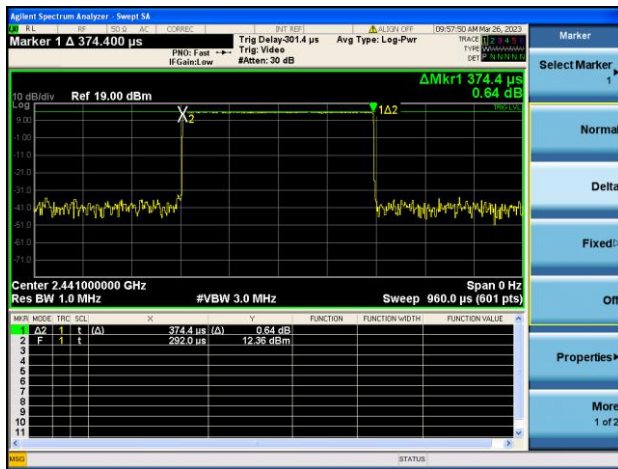 Agilent Spectrum Analyzer - Swept SA
RL RF 50 Ω AC CORREC INT REF ALIGN OFF 09:57:50 AM Mar 26, 2023
Marker 1 Δ 374.400 μs
PNO: Fast
IFGain:Low
Trig Delay-301.4 μs
Trig: Video
#Atten: 30 dB
Avg Type: Log-Pwr
TRACE 1 2 3 4 5 6
TYPE
DET P N N N N N
ΔMkr1 374.4 μs
0.64 dB
10 dB/div Ref 19.00 dBm
Log
TRIG LVL
X2
1Δ2
9.00
-1.00
-11.0
-21.0
-31.0
-41.0
-51.0
-61.0
-71.0
Center 2.441000000 GHz Span 0 Hz
Res BW 1.0 MHz #VBW 3.0 MHz Sweep 960.0 μs (601 pts)
MKR MODE TRC SCL X Y FUNCTION FUNCTION WIDTH FUNCTION VALUE
1 Δ2 1 t (Δ) 374.4 μs (Δ) 0.64 dB
2 F 1 t 292.0 μs 12.36 dBm
3
4
5
6
7
8
9
10
11
MSG STATUS
Marker
Select Marker
1
Normal
Delta
Fixed
Off
Properties
More
1 of 2